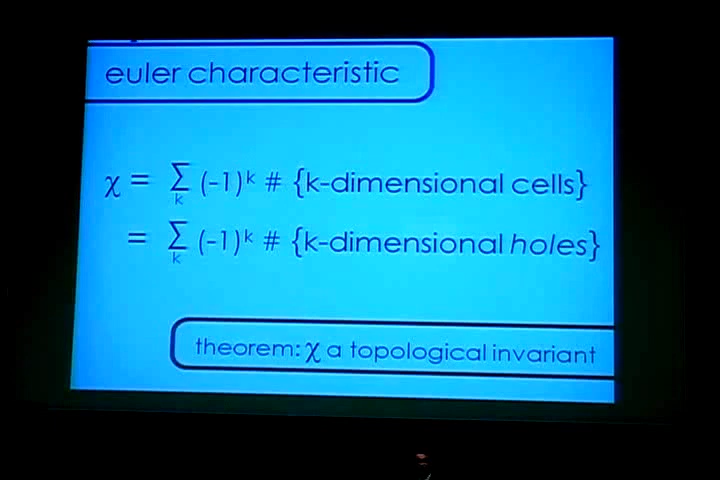 euler characteristic
χ = ∑ (-1)ᵏ # {k-dimensional cells}
k
= ∑ (-1)ᵏ # {k-dimensional holes}
k
theorem: χ a topological invariant